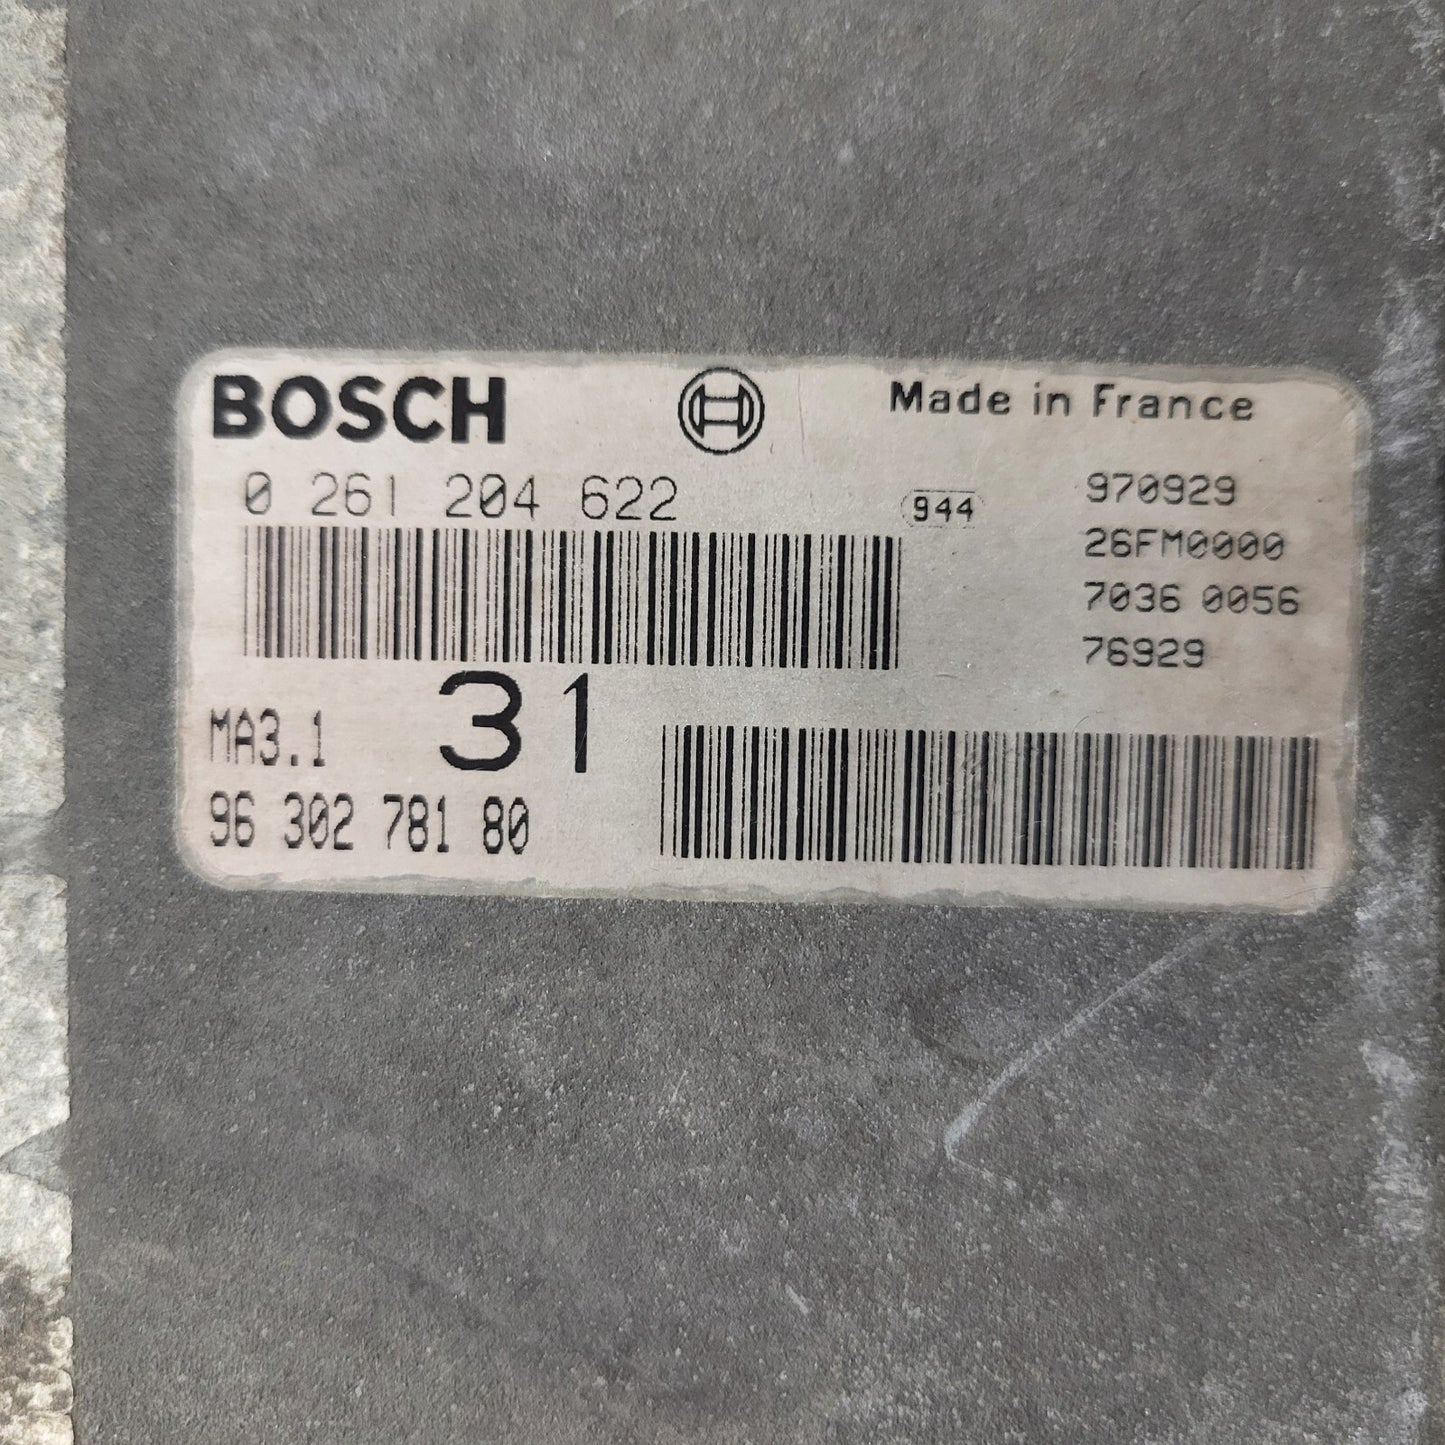 BOSCH Made in France
0 261 204 622 944 970929
26FM0000
7036 0056
76929
MA3.1 31
96 302 781 80